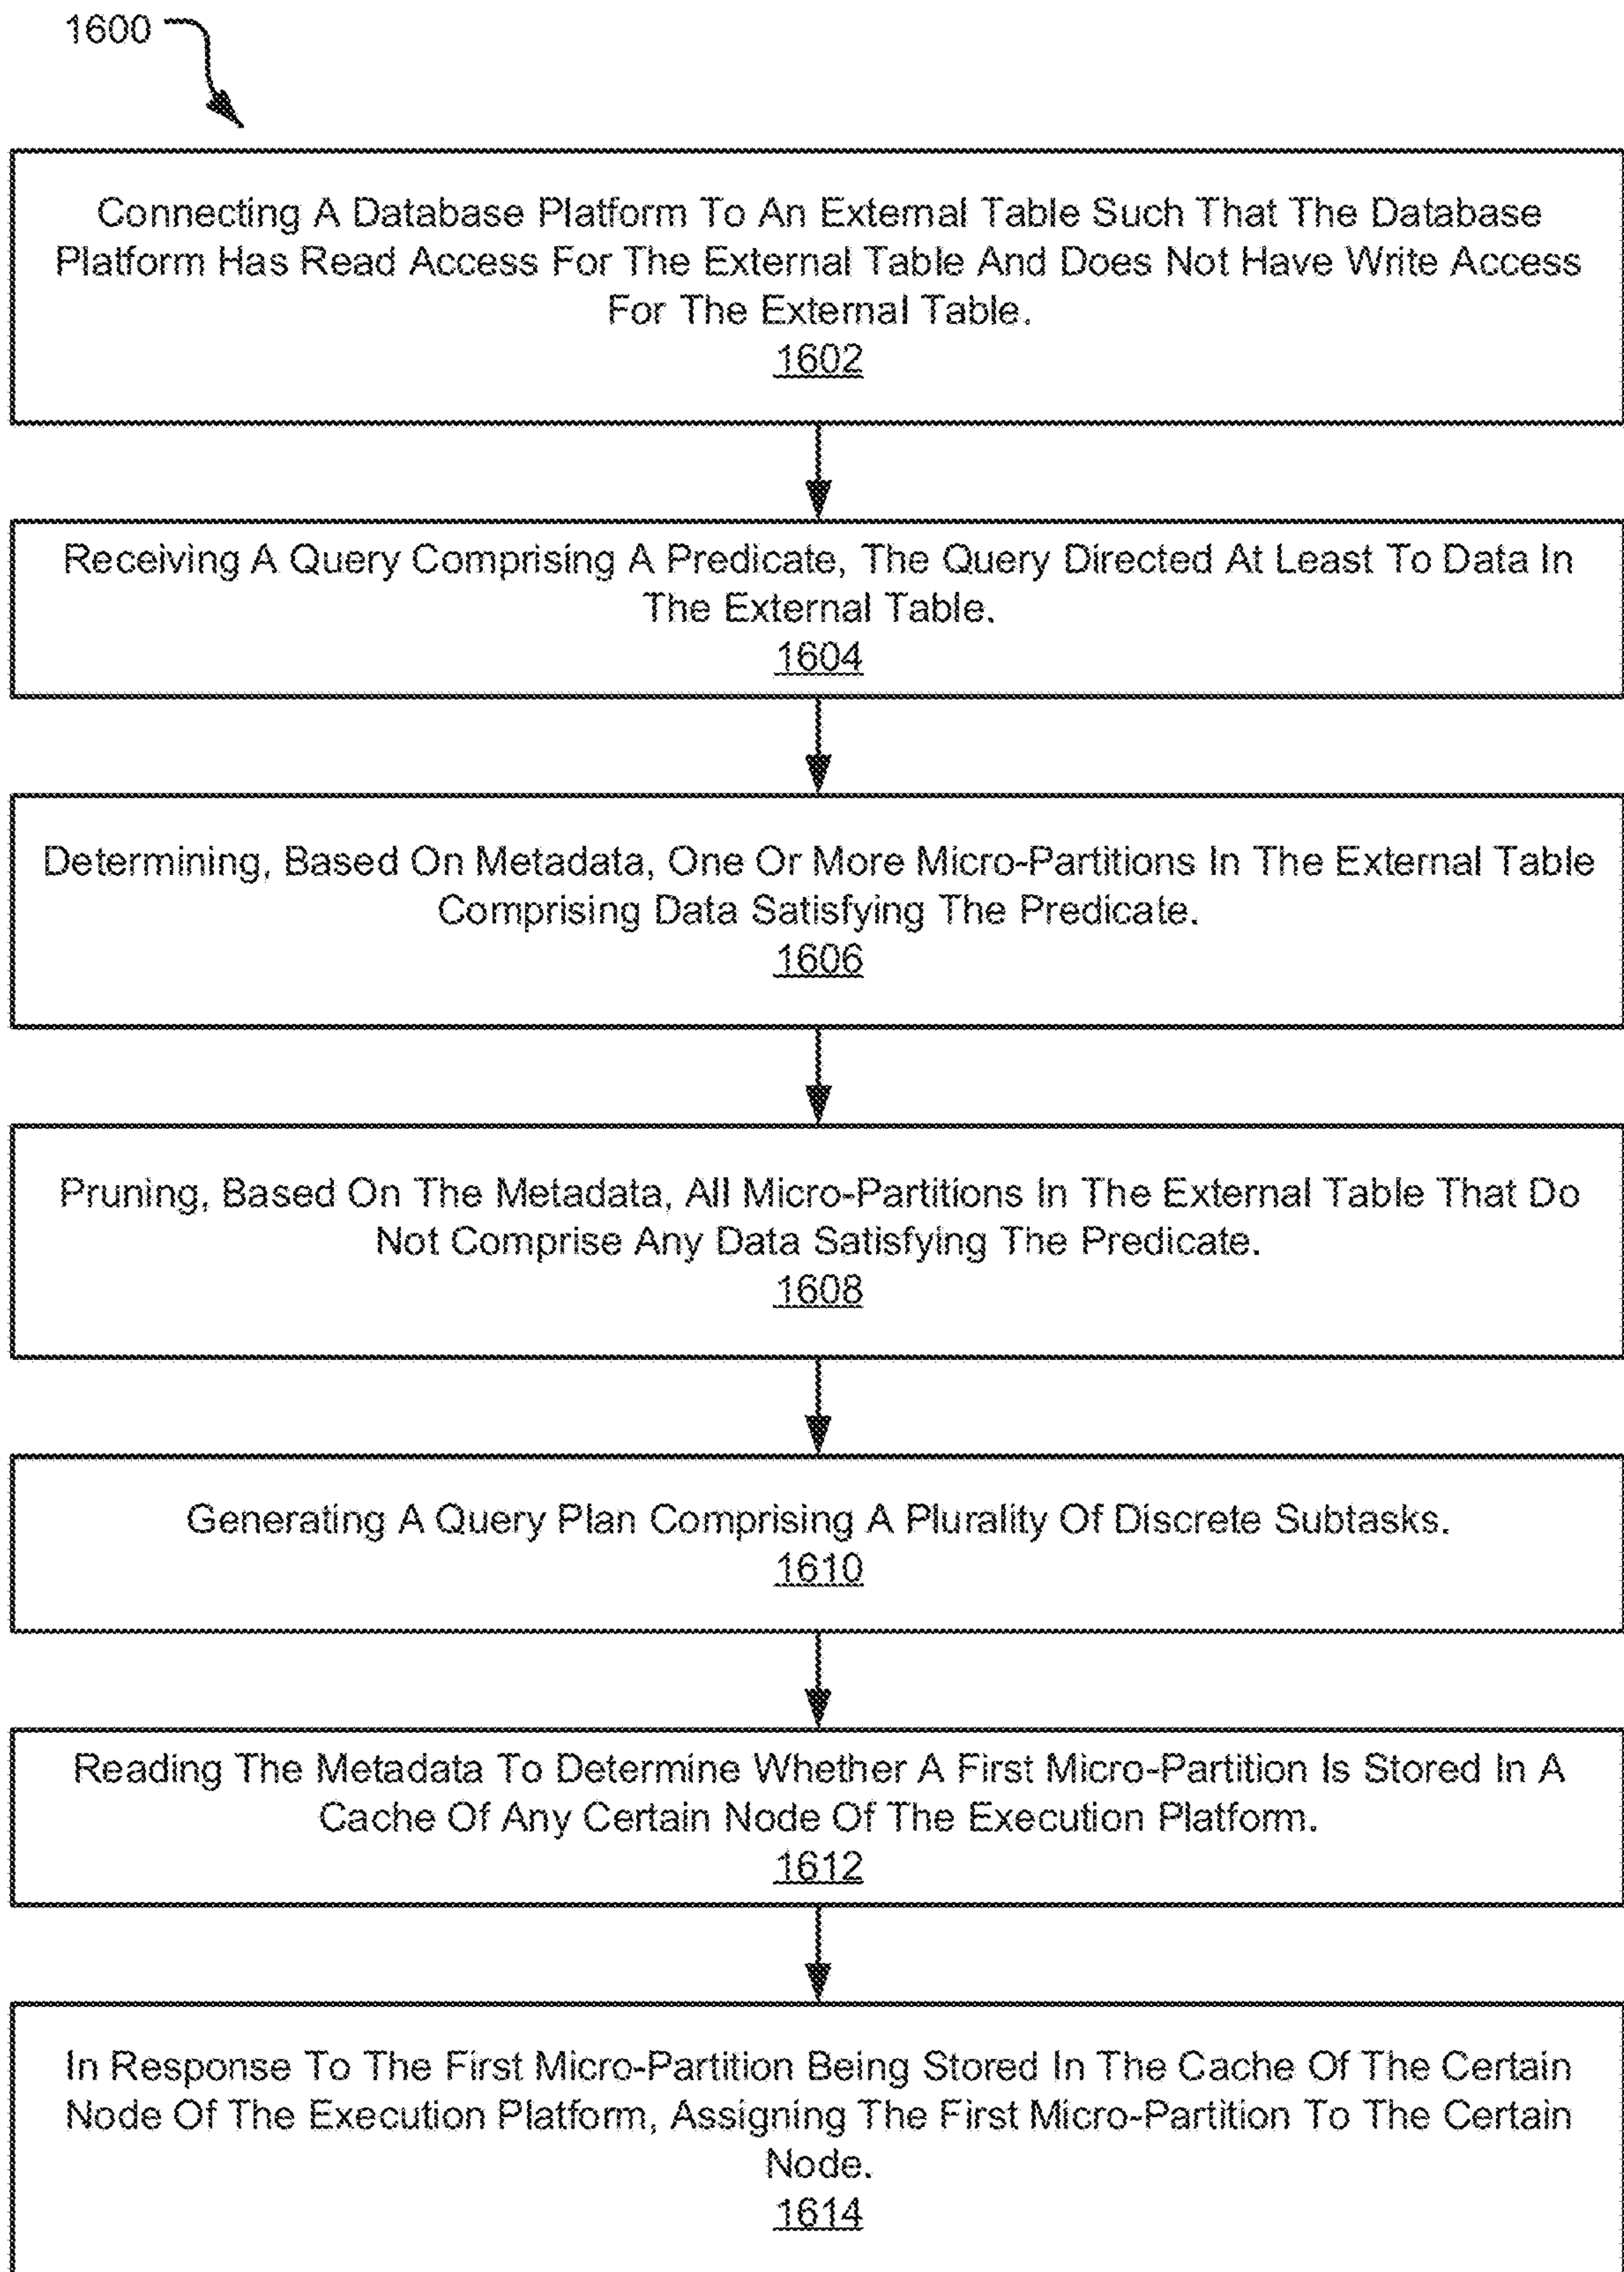 1600
Connecting A Database Platform To An External Table Such That The Database
Platform Has Read Access For The External Table And Does Not Have Write Access
For The External Table.
1602
Receiving A Query Comprising A Predicate, The Query Directed At Least To Data In
The External Table.
1604
Determining, Based On Metadata, One Or More Micro-Partitions In The External Table
Comprising Data Satisfying The Predicate.
1606
Pruning, Based On The Metadata, All Micro-Partitions In The External Table That Do
Not Comprise Any Data Satisfying The Predicate.
1608
Generating A Query Plan Comprising A Plurality Of Discrete Subtasks.
1610
Reading The Metadata To Determine Whether A First Micro-Partition Is Stored In A
Cache Of Any Certain Node Of The Execution Platform.
1612
In Response To The First Micro-Partition Being Stored In The Cache Of The Certain
Node Of The Execution Platform, Assigning The First Micro-Partition To The Certain
Node.
1614